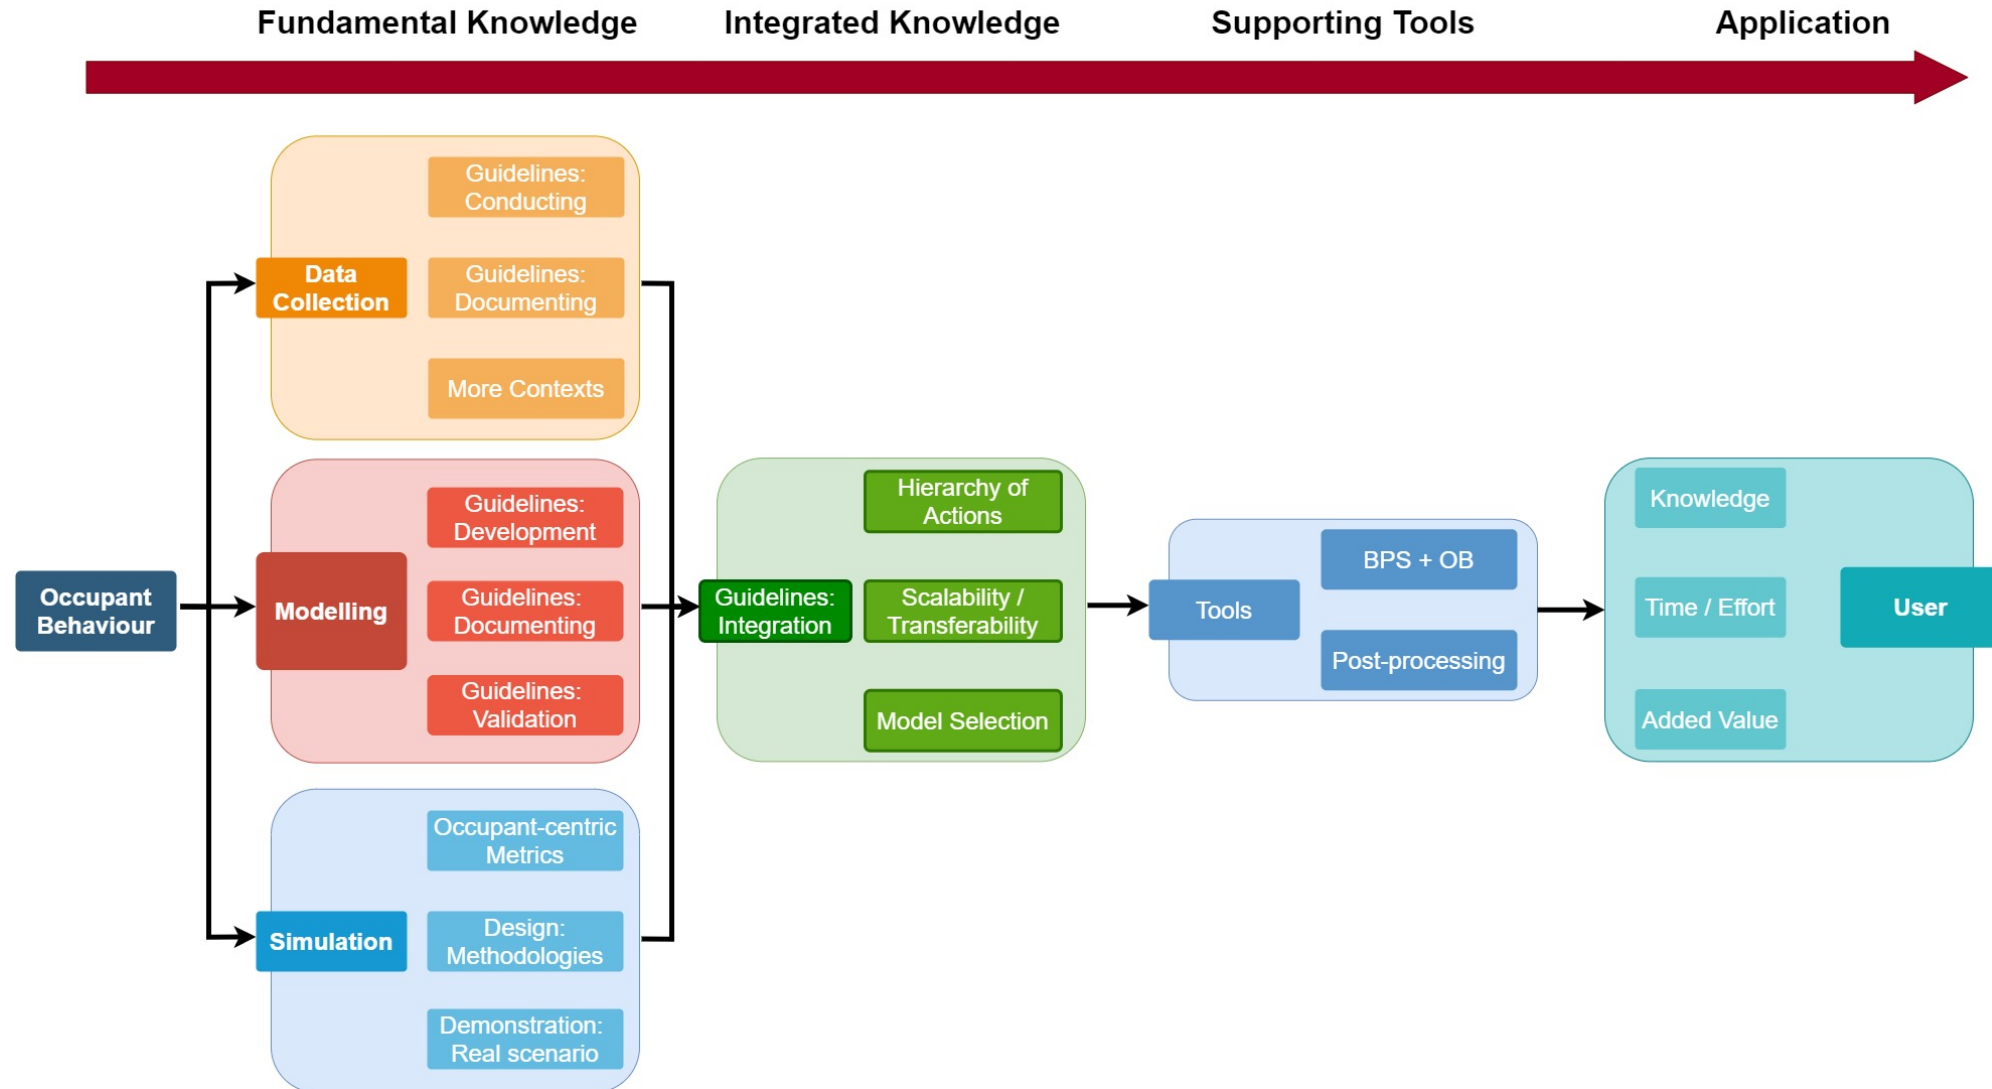 Fundamental Knowledge
Integrated Knowledge
Supporting Tools
Application
Occupant
Behaviour
Data
Collection
Guidelines:
Conducting
Guidelines:
Documenting
More Contexts
Modelling
Guidelines:
Development
Guidelines:
Documenting
Guidelines:
Validation
Simulation
Occupant-centric
Metrics
Design:
Methodologies
Demonstration:
Real scenario
Guidelines:
Integration
Hierarchy of
Actions
Scalability /
Transferability
Model Selection
Tools
BPS + OB
Post-processing
Knowledge
Time / Effort
Added Value
User